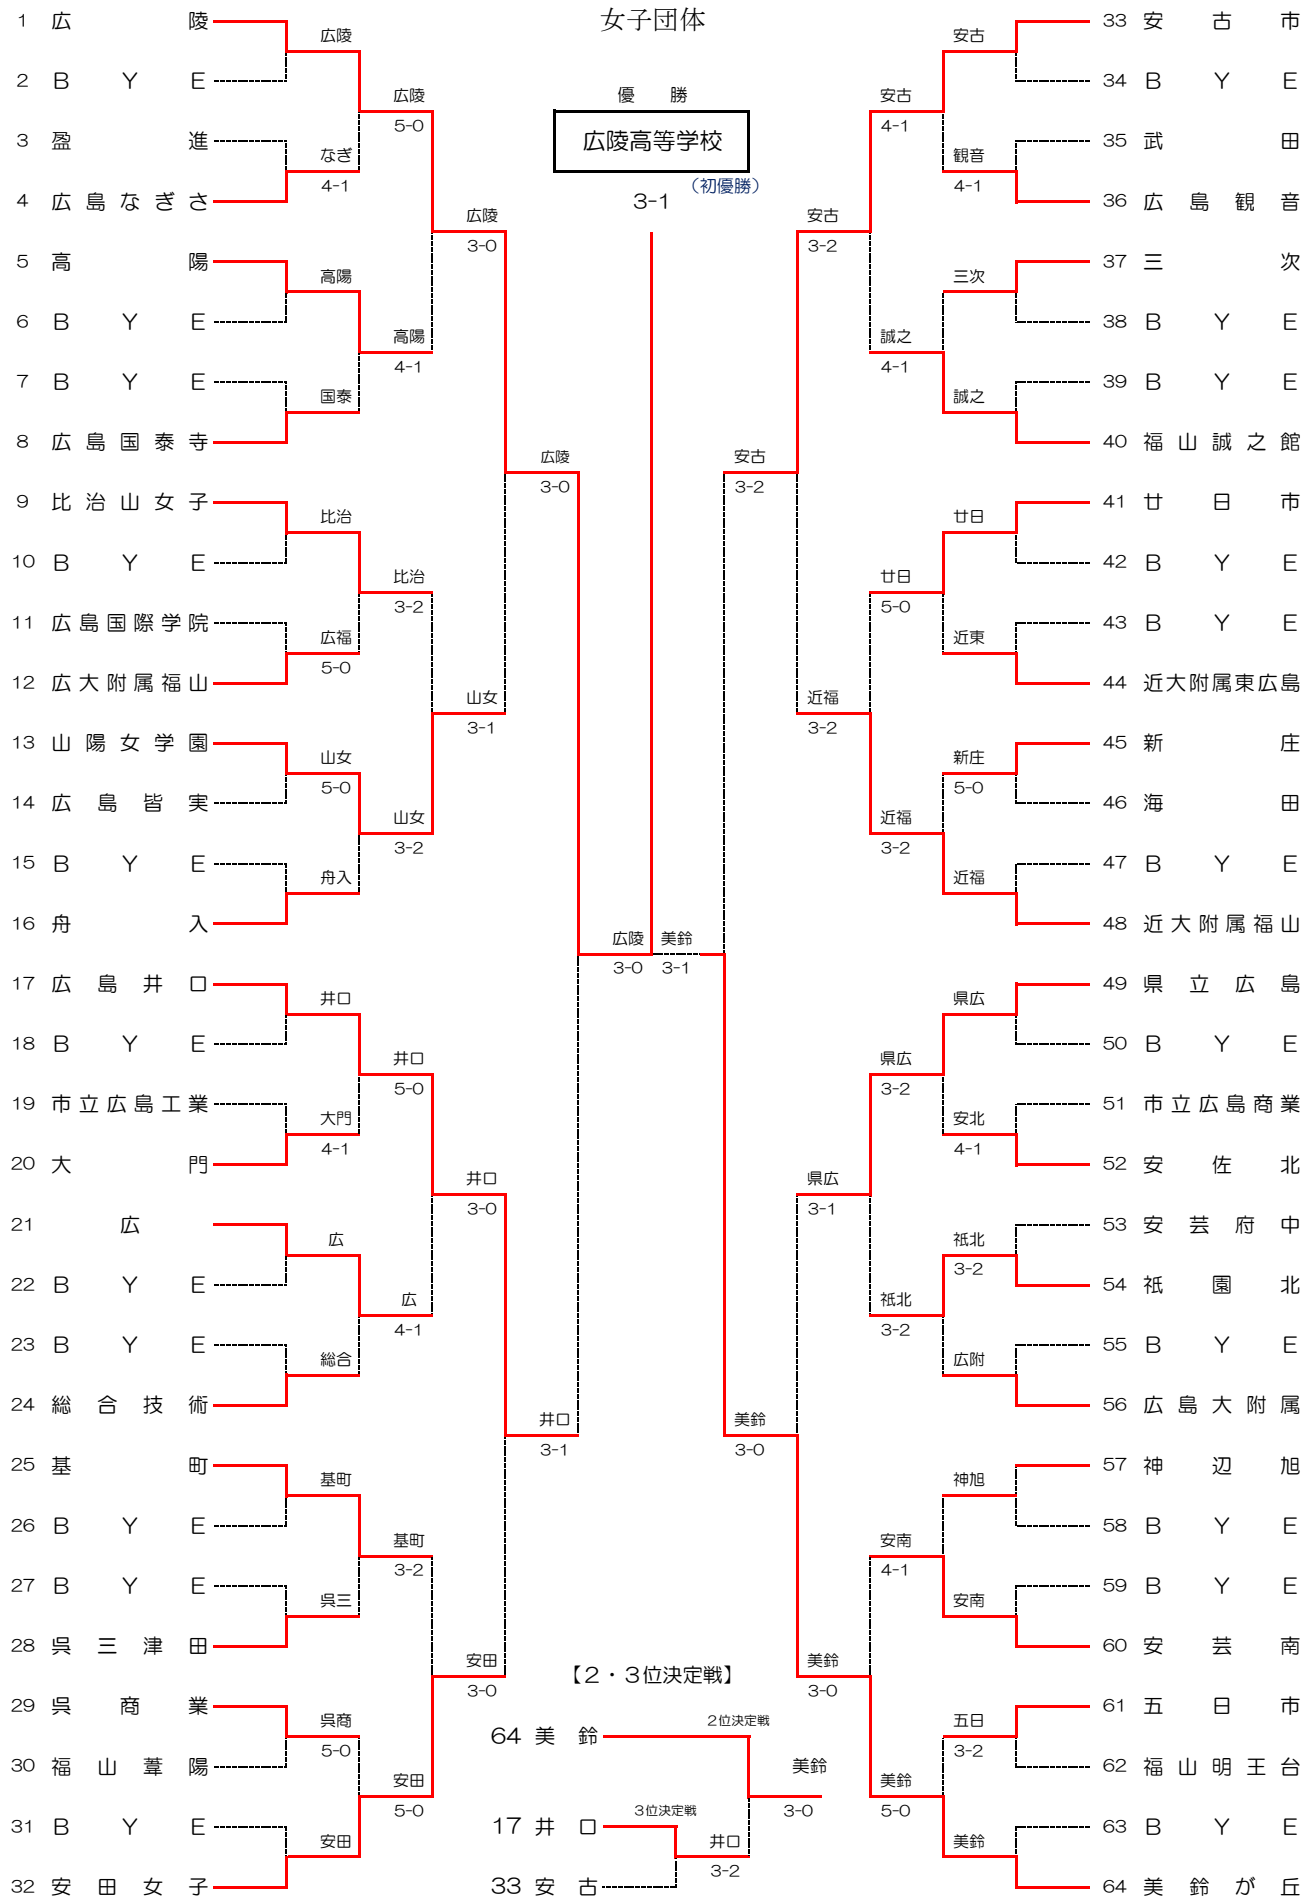 女子団体
優　勝
広陵高等学校
（初優勝）
3-1
1 広陵
広陵
2 BYE
広陵
5-0
3 盈進
なぎ
4-1
4 広島なぎさ
広陵
3-0
5 高陽
高陽
6 BYE
高陽
4-1
7 BYE
国泰
8 広島国泰寺
広陵
3-0
9 比治山女子
比治
10 BYE
比治
3-2
11 広島国際学院
広福
5-0
12 広大附属福山
山女
3-1
13 山陽女学園
山女
5-0
14 広島皆実
山女
3-2
15 BYE
舟入
16 舟入
広陵
3-0
17 広島井口
井口
18 BYE
井口
5-0
19 市立広島工業
大門
4-1
20 大門
井口
3-0
21 広
広
22 BYE
広
4-1
23 BYE
総合
24 総合技術
井口
3-1
25 基町
基町
26 BYE
基町
3-2
27 BYE
呉三
28 呉三津田
安田
3-0
29 呉商業
呉商
5-0
30 福山葦陽
安田
5-0
31 BYE
安田
32 安田女子
33 安古市
安古
34 BYE
安古
4-1
35 武田
観音
4-1
36 広島観音
安古
3-2
37 三次
三次
38 BYE
誠之
4-1
39 BYE
誠之
40 福山誠之館
安古
3-2
41 廿日市
廿日
42 BYE
廿日
5-0
43 BYE
近東
44 近大附属東広島
近福
3-2
45 新庄
新庄
5-0
46 海田
近福
3-2
47 BYE
近福
48 近大附属福山
美鈴
3-1
49 県立広島
県広
50 BYE
県広
3-2
51 市立広島商業
安北
4-1
52 安佐北
県広
3-1
53 安芸府中
祇北
3-2
54 祇園北
祇北
3-2
55 BYE
広附
56 広島大附属
美鈴
3-0
57 神辺旭
神旭
58 BYE
安南
4-1
59 BYE
安南
60 安芸南
美鈴
3-0
61 五日市
五日
3-2
62 福山明王台
美鈴
5-0
63 BYE
美鈴
64 美鈴が丘
【２・３位決定戦】
64 美鈴
2位決定戦
美鈴
3-0
17 井口
3位決定戦
井口
3-2
33 安古